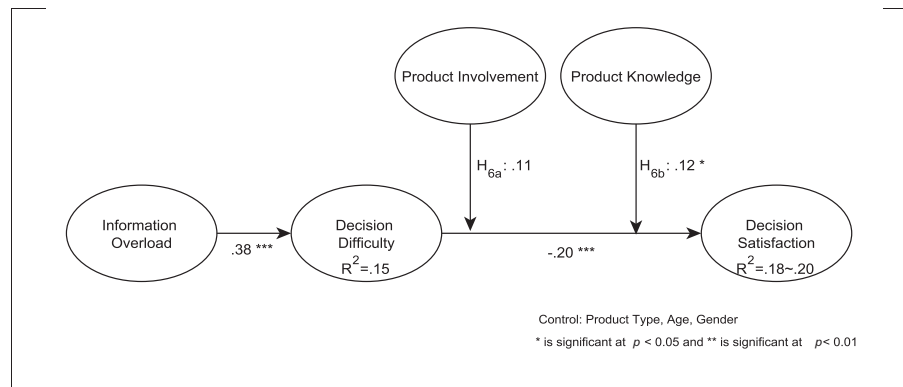 Product Involvement
Product Knowledge
H6a: .11
H6b: .12 *
Information
Overload
.38 ***
Decision
Difficulty
R2=.15
-.20 ***
Decision
Satisfaction
R2=.18~.20
Control: Product Type, Age, Gender
* is significant at p < 0.05 and ** is significant at p< 0.01